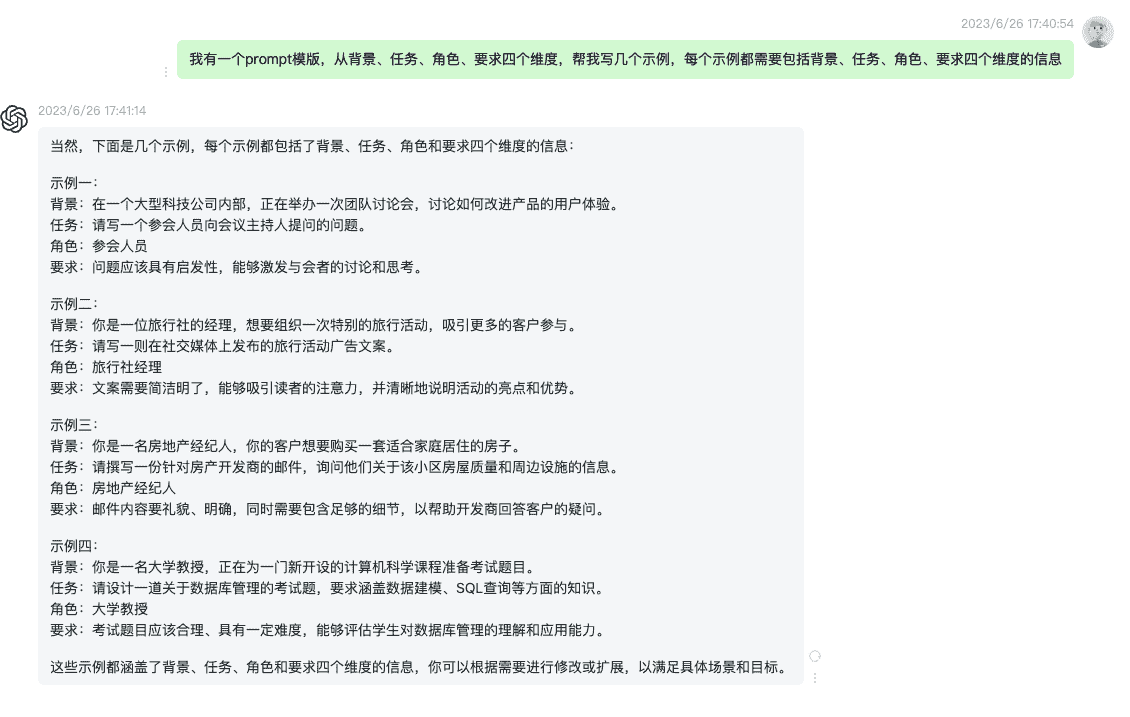 2023/6/26 17:40:54
我有一个prompt模版，从背景、任务、角色、要求四个维度，帮我写几个示例，每个示例都需要包括背景、任务、角色、要求四个维度的信息
2023/6/26 17:41:14
当然，下面是几个示例，每个示例都包括了背景、任务、角色和要求四个维度的信息：
示例一：
背景：在一个大型科技公司内部，正在举办一次团队讨论会，讨论如何改进产品的用户体验。
任务：请写一个参会人员向会议主持人提问的问题。
角色：参会人员
要求：问题应该具有启发性，能够激发与会者的讨论和思考。
示例二：
背景：你是一位旅行社的经理，想要组织一次特别的旅行活动，吸引更多的客户参与。
任务：请写一则在社交媒体上发布的旅行活动广告文案。
角色：旅行社经理
要求：文案需要简洁明了，能够吸引读者的注意力，并清晰地说明活动的亮点和优势。
示例三：
背景：你是一名房地产经纪人，你的客户想要购买一套适合家庭居住的房子。
任务：请撰写一份针对房产开发商的邮件，询问他们关于该小区房屋质量和周边设施的信息。
角色：房地产经纪人
要求：邮件内容要礼貌、明确，同时需要包含足够的细节，以帮助开发商回答客户的疑问。
示例四：
背景：你是一名大学教授，正在为一门新开设的计算机科学课程准备考试题目。
任务：请设计一道关于数据库管理的考试题，要求涵盖数据建模、SQL查询等方面的知识。
角色：大学教授
要求：考试题目应该合理、具有一定难度，能够评估学生对数据库管理的理解和应用能力。
这些示例都涵盖了背景、任务、角色和要求四个维度的信息，你可以根据需要进行修改或扩展，以满足具体场景和目标。